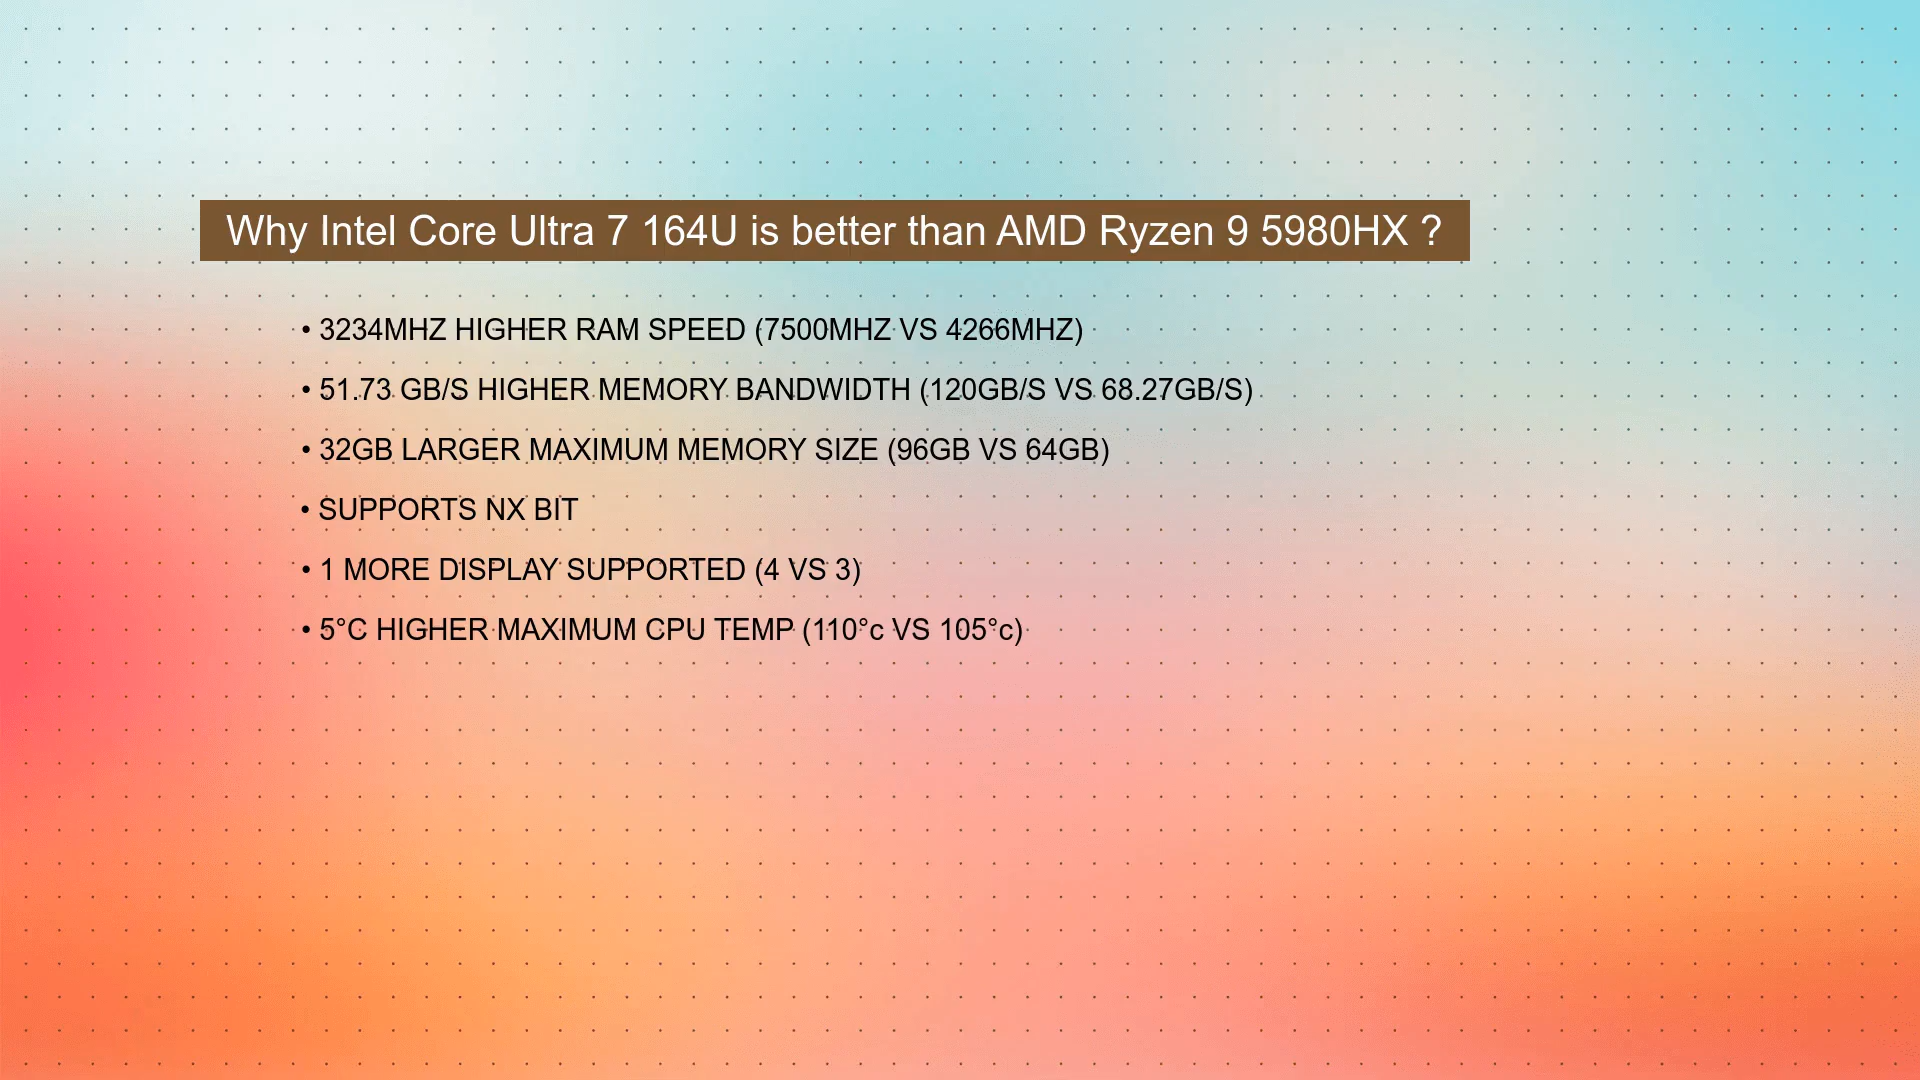 Why Intel Core Ultra 7 164U is better than AMD Ryzen 9 5980HX ?
• 3234MHZ HIGHER RAM SPEED (7500MHZ VS 4266MHZ)
• 51.73 GB/S HIGHER MEMORY BANDWIDTH (120GB/S VS 68.27GB/S)
• 32GB LARGER MAXIMUM MEMORY SIZE (96GB VS 64GB)
• SUPPORTS NX BIT
• 1 MORE DISPLAY SUPPORTED (4 VS 3)
• 5°C HIGHER MAXIMUM CPU TEMP (110°c VS 105°c)